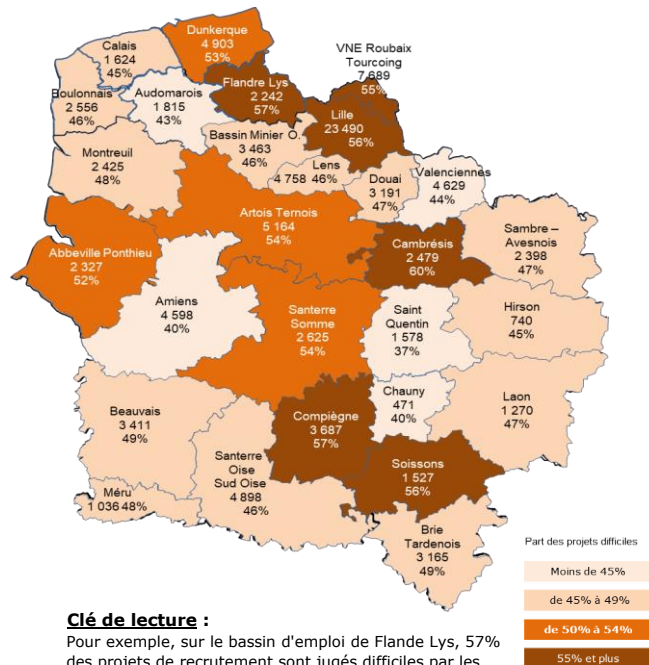 Dunkerque
4 903
53%
Calais
1 624
45%
VNE Roubaix
Tourcoing
7 689
55%
Flandre Lys
2 242
57%
Boulonnais
2 556
46%
Audomarois
1 815
43%
Lille
23 490
56%
Bassin Minier O.
3 463
46%
Montreuil
2 425
48%
Lens
4 758 46%
Douai
3 191
47%
Valenciennes
4 629
44%
Artois Ternois
5 164
54%
Cambrésis
2 479
60%
Sambre –
Avesnois
2 398
47%
Abbeville Ponthieu
2 327
52%
Amiens
4 598
40%
Santerre
Somme
2 625
54%
Saint
Quentin
1 578
37%
Hirson
740
45%
Chauny
471
40%
Laon
1 270
47%
Beauvais
3 411
49%
Compiègne
3 687
57%
Santerre
Oise
Sud Oise
4 898
46%
Soissons
1 527
56%
Méru
1 036 48%
Brie
Tardenois
3 165
49%
Part des projets difficiles
Moins de 45%
de 45% à 49%
de 50% à 54%
55% et plus
Clé de lecture :
Pour exemple, sur le bassin d'emploi de Flande Lys, 57%
des projets de recrutement sont jugés difficiles par les